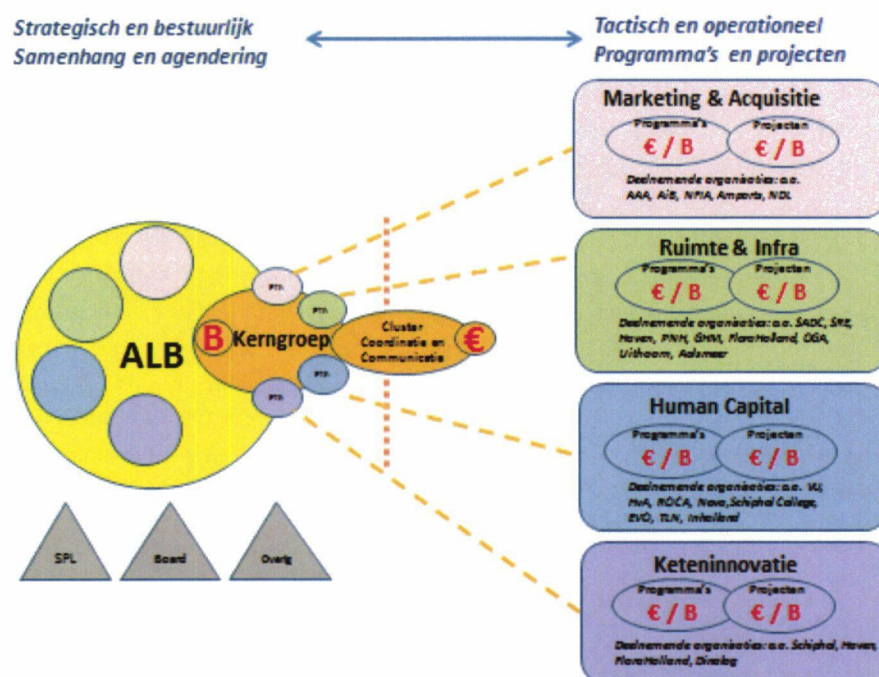 Strategisch en bestuurlijk
Samenhang en agendering
Tactisch en operationeel
Programma's en projecten
Marketing & Acquisitie
Programma's
Projecten
€ / B
€ / B
Deelnemende organisaties: o.a.
AAA, AiB, NFIA, Amports, NDL
Ruimte & Infra
Programma's
Projecten
€ / B
€ / B
Deelnemende organisaties: o.a. SADC, SRE,
Haven, PNH, GHM, FloraHolland, OGA,
Uithoorn, Aalsmeer
Human Capital
Programma's
Projecten
€ / B
€ / B
Deelnemende organisaties: o.a. VU,
HvA, ROCA, Nova, Schiphol College,
EVO, TLN, Inholland
Keteninnovatie
Programma's
Projecten
€ / B
€ / B
Deelnemende organisaties: o.a. Schiphol, Haven,
FloraHolland, Dinalog
ALB
B
Kerngroep
Cluster
Coordinatie en
Communicatie
€
SPL
Board
Overig